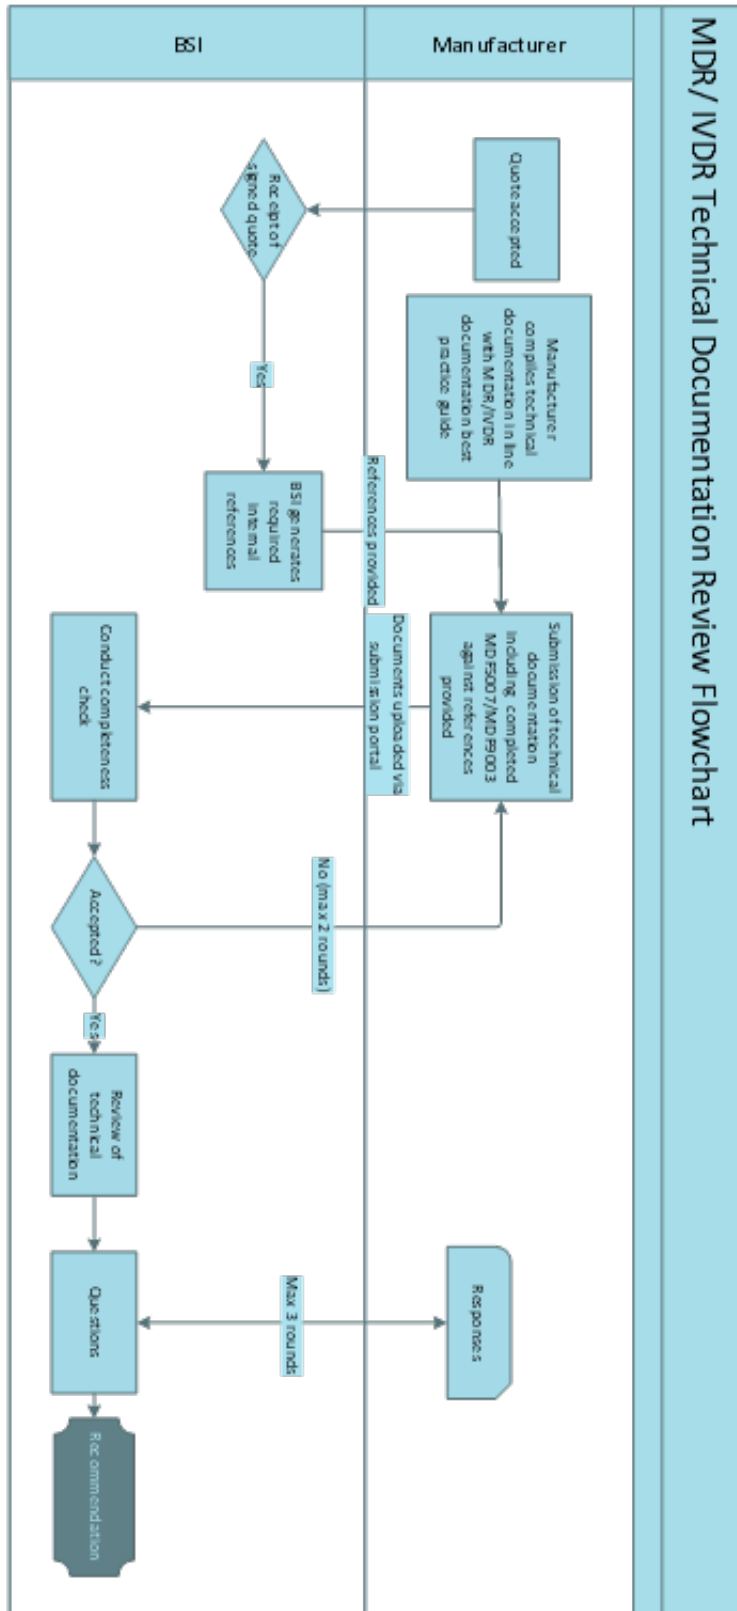 MDR/ IVDR Technical Documentation Review Flowchart
Manufacturer
BSI
Quote accepted
Receipt of
signed quote
Yes
Manufacturer
compiles technical
documentation in line
with MDR/IVDR
documentation best
practice guide
BSI generates
required
internal
references
References provided
Submission of technical
documentation
including completed
MDF5007/MDF9003
against references
provided
Documents uploaded via
submission portal
Conduct completeness
check
Accepted?
No (max 2 rounds)
Yes
Review of
technical
documentation
Questions
Max 3 rounds
Responses
Recommendation